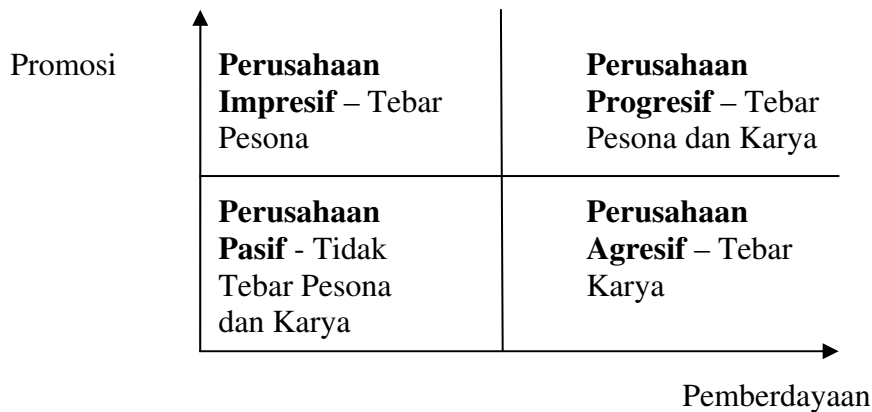 Promosi
Perusahaan
Impresif – Tebar
Pesona
Perusahaan
Progresif – Tebar
Pesona dan Karya
Perusahaan
Pasif - Tidak
Tebar Pesona
dan Karya
Perusahaan
Agresif – Tebar
Karya
Pemberdayaan